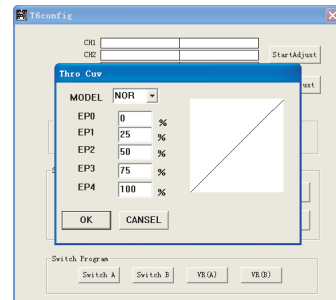 T6config
CH1
CH2
StartAdjust
Thro Cuv
ust
MODEL NOR
EP0 0 %
EP1 25 %
EP2 50 %
EP3 75 %
EP4 100 %
OK CANSEL
Switch Program
Switch A Switch B VR(A) VR(B)